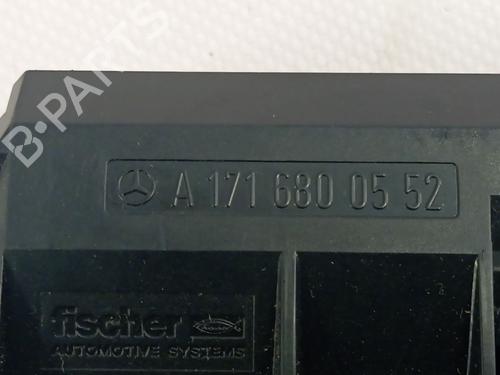 B-PARTS
A 171 680 05 52
fischer
AUTOMOTIVE SYSTEMS